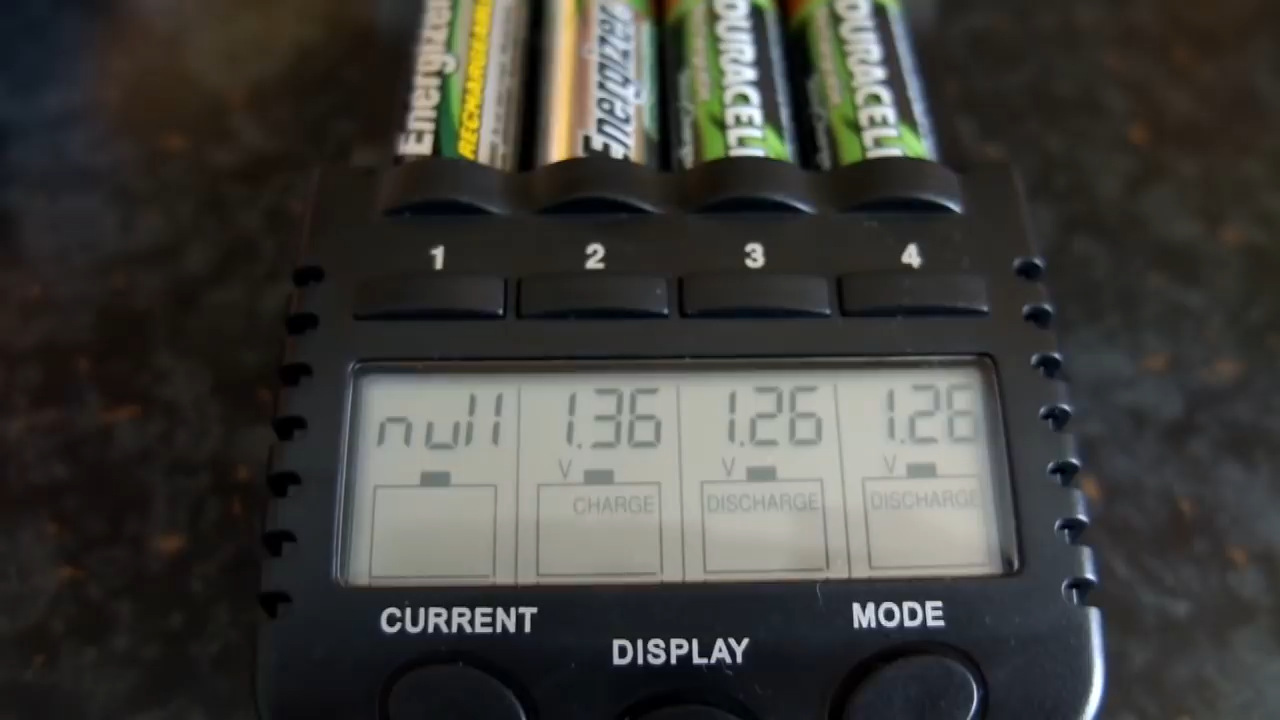 Energizer RECHARGEABLE Energizer DURACELL DURACELL
1 2 3 4
null 1.36 1.26 1.26
V V V
CHARGE DISCHARGE DISCHARGE
CURRENT MODE
DISPLAY